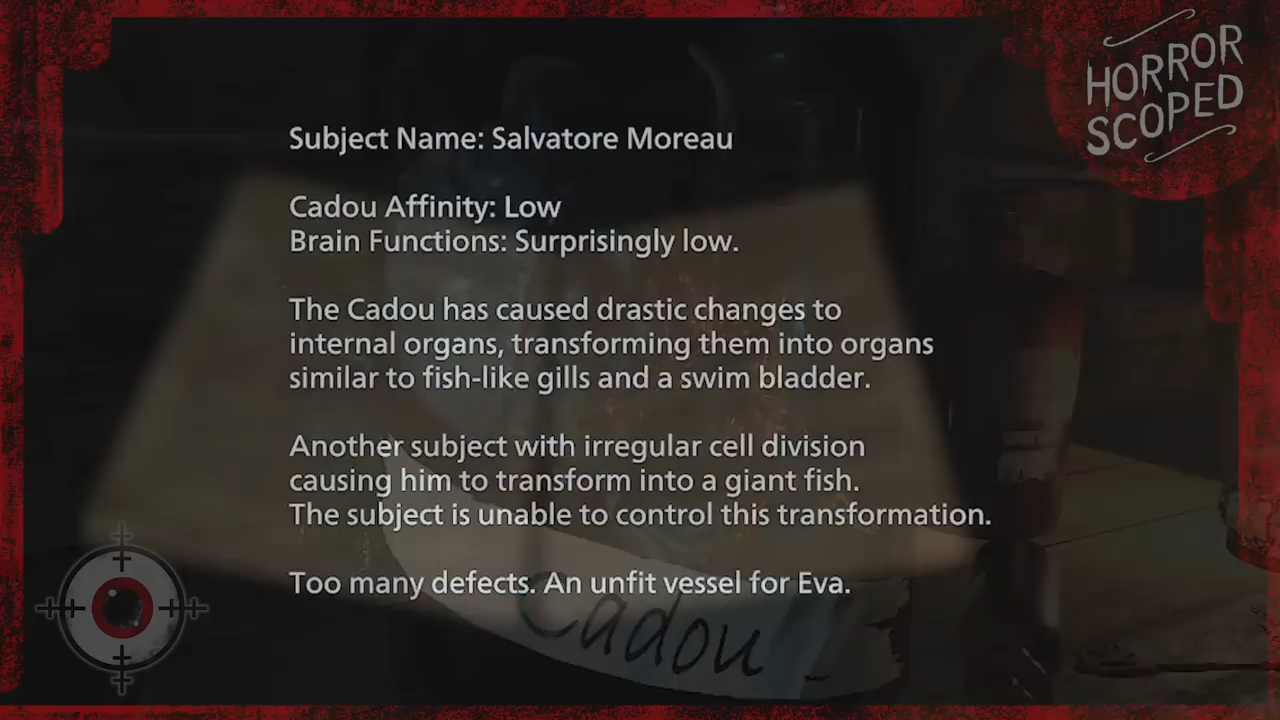 HORROR
SCOPED
Subject Name: Salvatore Moreau
Cadou Affinity: Low
Brain Functions: Surprisingly low.
The Cadou has caused drastic changes to
internal organs, transforming them into organs
similar to fish-like gills and a swim bladder.
Another subject with irregular cell division
causing him to transform into a giant fish.
The subject is unable to control this transformation.
Too many defects. An unfit vessel for Eva.
Cadou